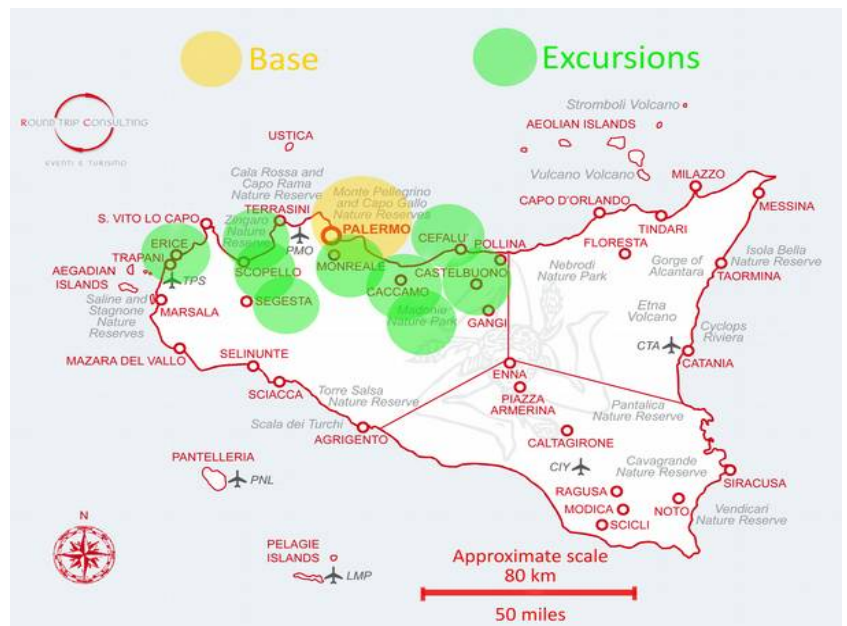 Base
Excursions
ROUND TRIP CONSULTING
EVENTI E TURISMO
Stromboli Volcano
AEOLIAN ISLANDS
USTICA
Vulcano Volcano
MILAZZO
Cala Rossa and
Capo Rama
Nature Reserve
Monte Pellegrino
and Capo Gallo
Nature Reserves
CAPO D'ORLANDO
MESSINA
S. VITO LO CAPO
TERRASINI
Zingaro
Nature
Reserve
PALERMO
PMO
CEFALU'
TINDARI
FLORESTA
ERICE
TRAPANI
TPS
SCOPELLO
MONREALE
POLLINA
CASTELBUONO
CACCAMO
Nebrodi
Nature Park
Gorge of
Alcantara
Isola Bella
Nature Reserve
TAORMINA
AEGADIAN
ISLANDS
Saline and
Stagnone
Nature
Reserves
MARSALA
SEGESTA
Madonie
Nature Park
GANGI
Etna
Volcano
CTA
Cyclops
Riviera
CATANIA
MAZARA DEL VALLO
SELINUNTE
SCIACCA
Torre Salsa
Nature Reserve
ENNA
PIAZZA
ARMERINA
Pantalica
Nature Reserve
Scala dei Turchi
AGRIGENTO
CALTAGIRONE
PANTELLERIA
PNL
CIY
Cavagrande
Nature Reserve
SIRACUSA
RAGUSA
MODICA
SCICLI
NOTO
Vendicari
Nature Reserve
N
PELAGIE
ISLANDS
LMP
Approximate scale
80 km
50 miles